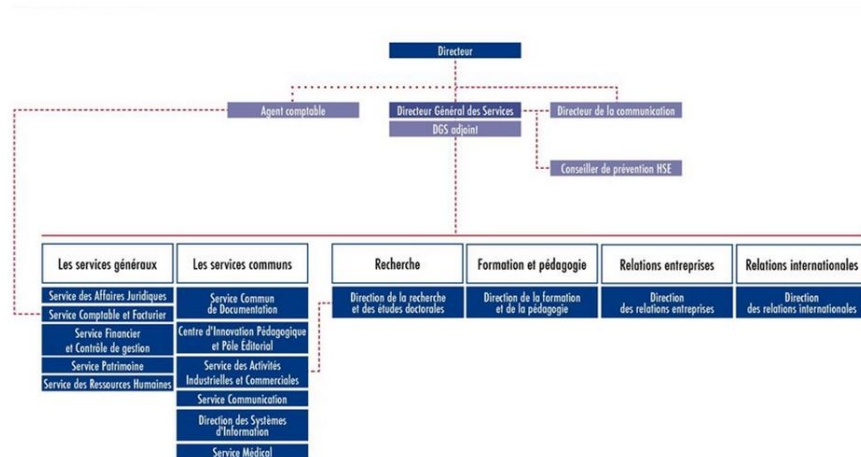 Directeur
Agent comptable
Directeur Général des Services
Directeur de la communication
DGS adjoint
Conseiller de prévention HSE
Les services généraux
Service des Affaires Juridiques
Service Comptable et Facturier
Service Financier
et Contrôle de gestion
Service Patrimoine
Service des Ressources Humaines
Les services communs
Service Commun
de Documentation
Centre d'Innovation Pédagogique
et Pôle Éditorial
Service des Activités
Industrielles et Commerciales
Service Communication
Direction des Systèmes
d'Information
Service Médical
Recherche
Direction de la recherche
et des études doctorales
Formation et pédagogie
Direction de la formation
et de la pédagogie
Relations entreprises
Direction
des relations entreprises
Relations internationales
Direction
des relations internationales